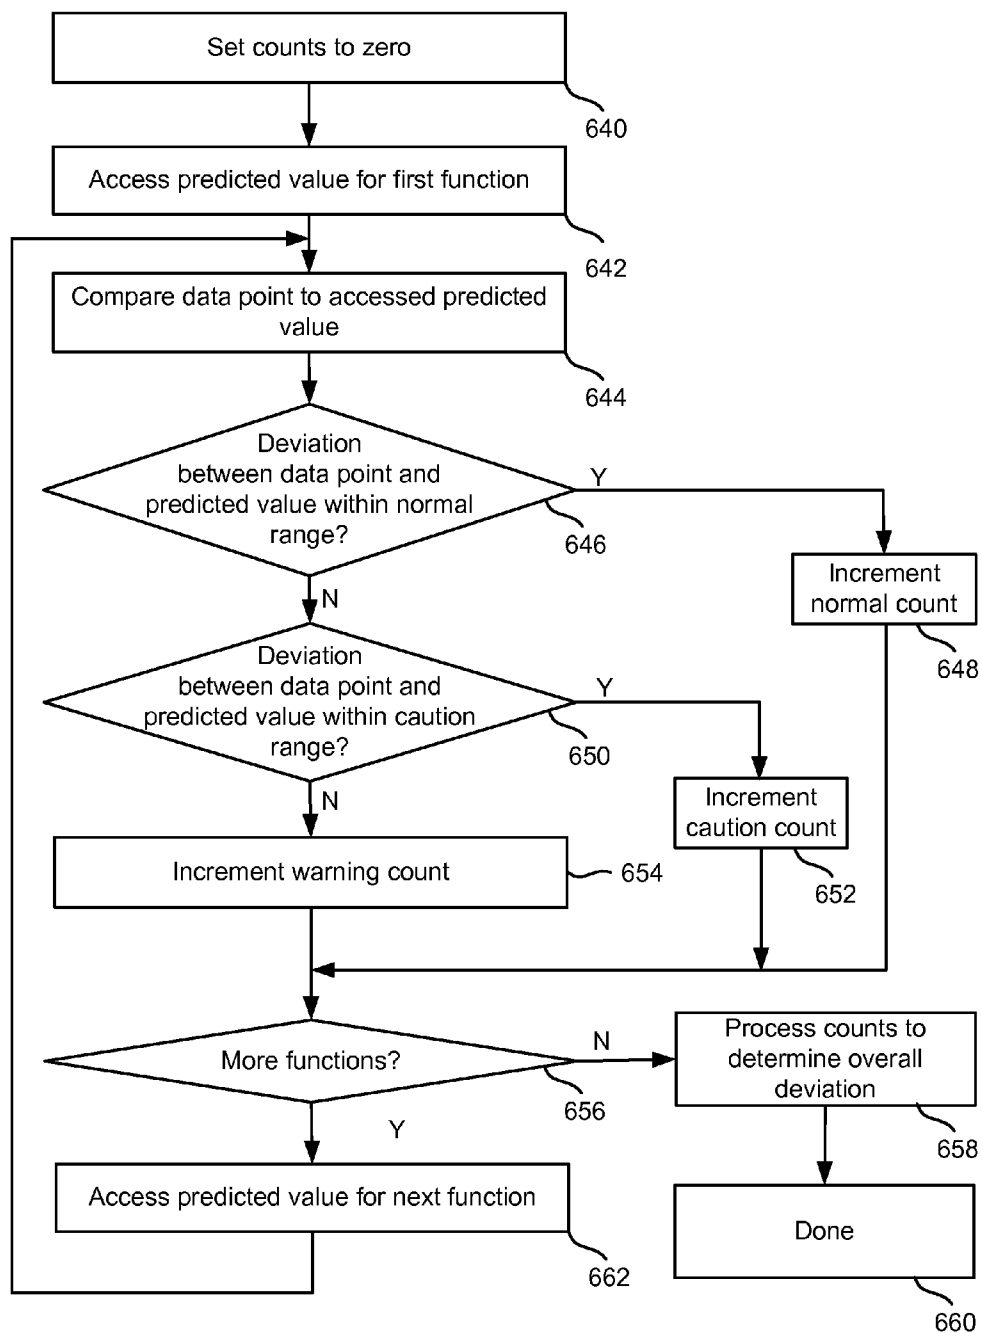 Set counts to zero
640
Access predicted value for first function
642
Compare data point to accessed predicted
value
644
Deviation
between data point and
predicted value within normal
range?
Y
646
N
Increment
normal count
648
Deviation
between data point and
predicted value within caution
range?
Y
650
N
Increment
caution count
652
Increment warning count
654
More functions?
N
656
Y
Process counts to
determine overall
deviation
658
Access predicted value for next function
662
Done
660